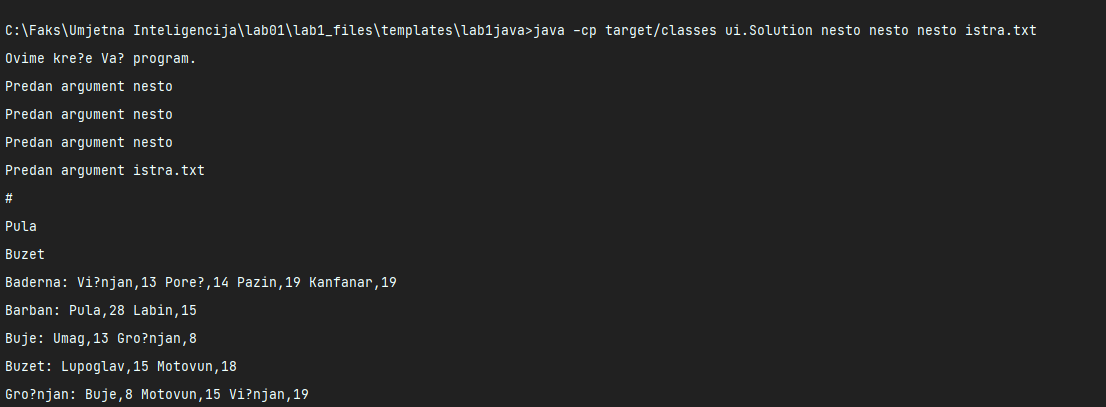 C:\Faks\Umjetna Inteligencija\lab01\lab1_files\templates\lab1java>java -cp target/classes ui.Solution nesto nesto nesto istra.txt
Ovime kre?e Va? program.
Predan argument nesto
Predan argument nesto
Predan argument nesto
Predan argument istra.txt
#
Pula
Buzet
Baderna: Vi?njan,13 Pore?,14 Pazin,19 Kanfanar,19
Barban: Pula,28 Labin,15
Buje: Umag,13 Gro?njan,8
Buzet: Lupoglav,15 Motovun,18
Gro?njan: Buje,8 Motovun,15 Vi?njan,19